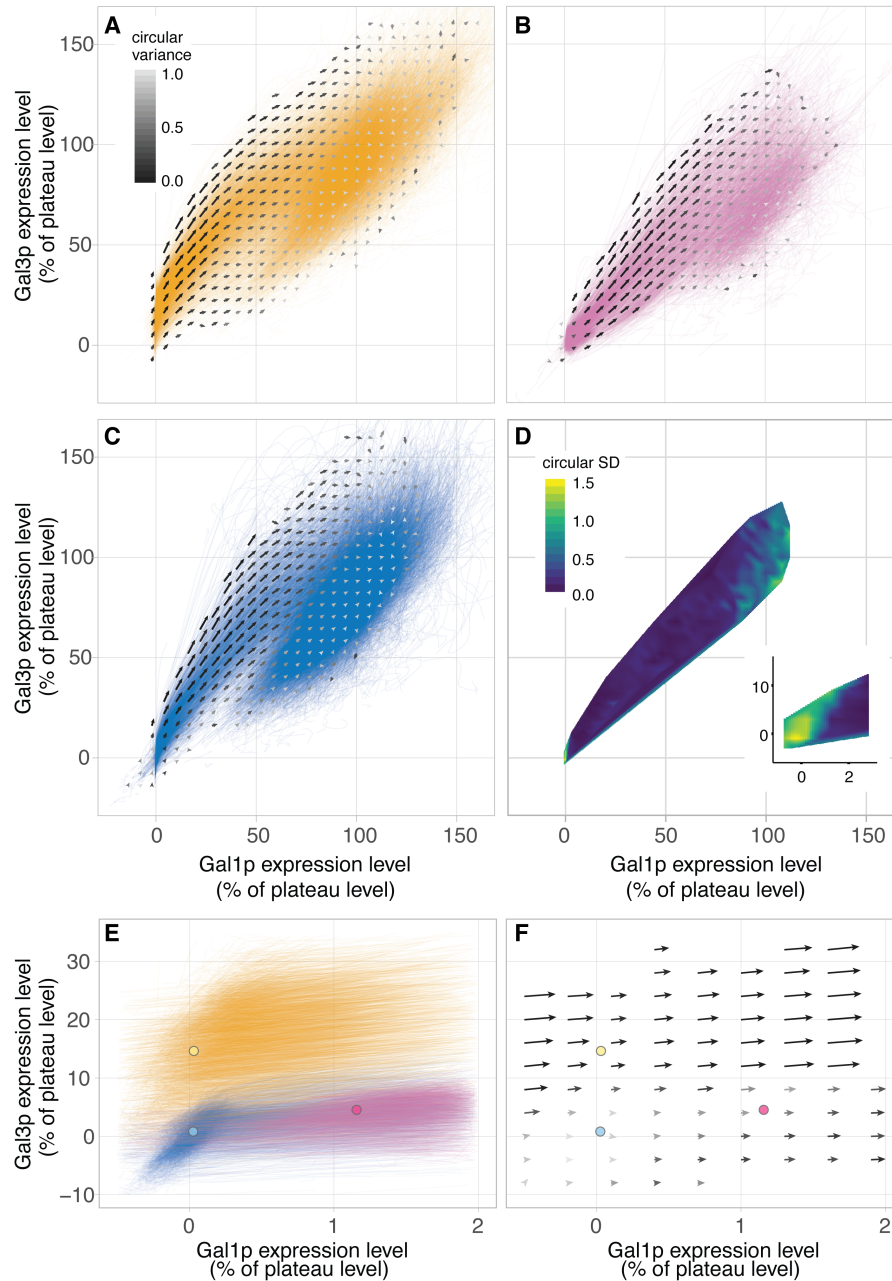 A
circular
variance
1.0
0.5
0.0
150
100
50
0
Gal3p expression level
(% of plateau level)
B
C
150
100
50
0
Gal3p expression level
(% of plateau level)
0
50
100
150
Gal1p expression level
(% of plateau level)
D
circular SD
1.5
1.0
0.5
0.0
10
0
0
2
0
50
100
150
Gal1p expression level
(% of plateau level)
E
30
20
10
0
−10
Gal3p expression level
(% of plateau level)
0
1
2
Gal1p expression level
(% of plateau level)
F
0
1
2
Gal1p expression level
(% of plateau level)